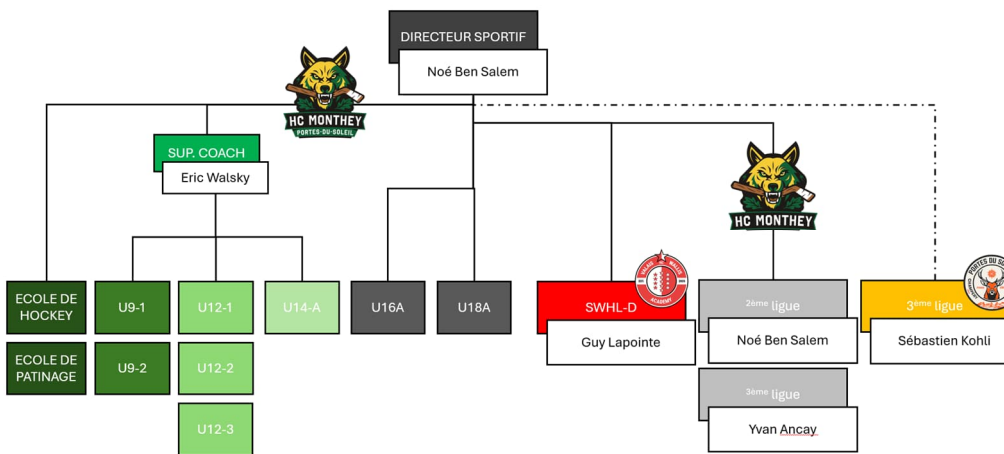 DIRECTEUR SPORTIF
Noé Ben Salem
HC MONTHEY
PORTES-DU-SOLEIL
SUP. COACH
Eric Walsky
HC MONTHEY
ECOLE DE
HOCKEY
U9-1
U12-1
U14-A
U16A
U18A
ACADEMY
SWHL-D
Guy Lapointe
2ème ligue
Noé Ben Salem
3ème ligue
Sébastien Kohli
ECOLE DE
PATINAGE
U9-2
U12-2
3ème ligue
Yvan Ancay
U12-3